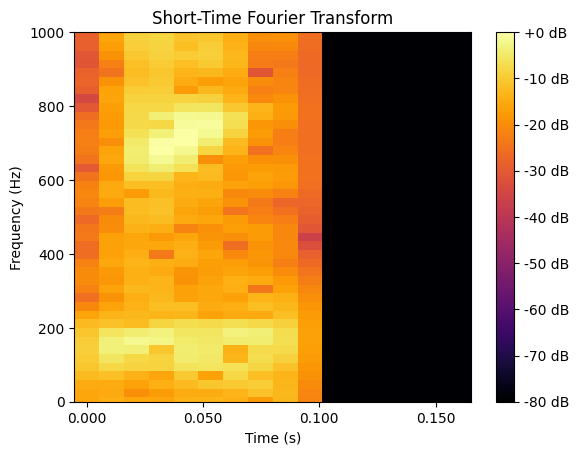 Short-Time Fourier Transform
1000
800
600
400
200
0
Frequency (Hz)
0.000
0.050
0.100
0.150
Time (s)
+0 dB
-10 dB
-20 dB
-30 dB
-40 dB
-50 dB
-60 dB
-70 dB
-80 dB